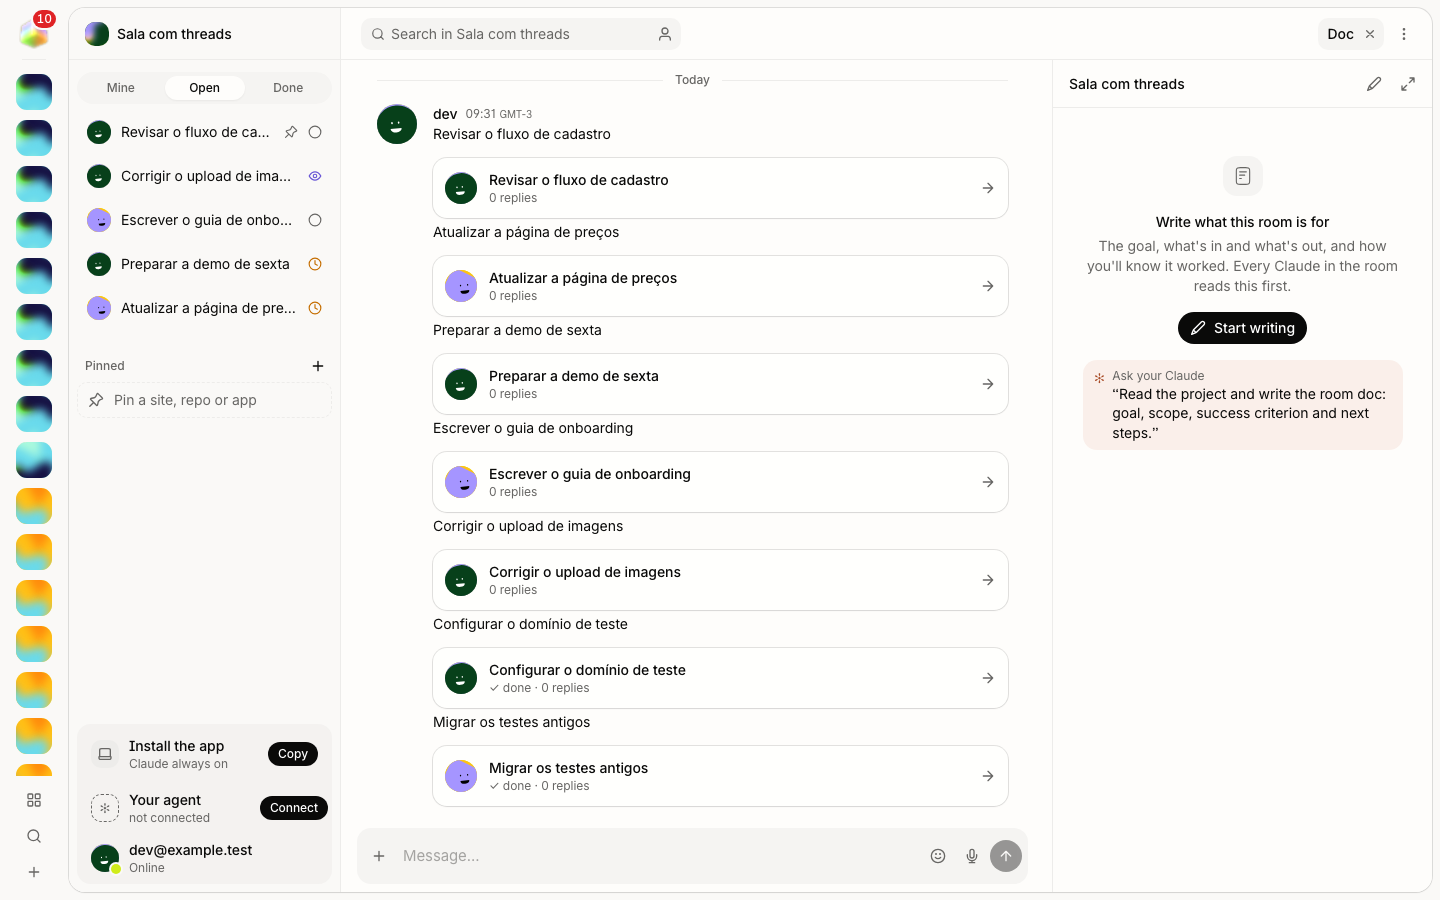 10
Sala com threads
Search in Sala com threads
Doc
Mine
Open
Done
Revisar o fluxo de ca...
Corrigir o upload de ima...
Escrever o guia de onbo...
Preparar a demo de sexta
Atualizar a página de pre...
Pinned
Pin a site, repo or app
Install the app
Claude always on
Copy
Your agent
not connected
Connect
dev@example.test
Online
Today
dev 09:31 GMT-3
Revisar o fluxo de cadastro
Revisar o fluxo de cadastro
0 replies
Atualizar a página de preços
Atualizar a página de preços
0 replies
Preparar a demo de sexta
Preparar a demo de sexta
0 replies
Escrever o guia de onboarding
Escrever o guia de onboarding
0 replies
Corrigir o upload de imagens
Corrigir o upload de imagens
0 replies
Configurar o domínio de teste
Configurar o domínio de teste
✓ done · 0 replies
Migrar os testes antigos
Migrar os testes antigos
✓ done · 0 replies
Message...
Sala com threads
Write what this room is for
The goal, what's in and what's out, and how
you'll know it worked. Every Claude in the room
reads this first.
Start writing
Ask your Claude
“Read the project and write the room doc:
goal, scope, success criterion and next
steps.”